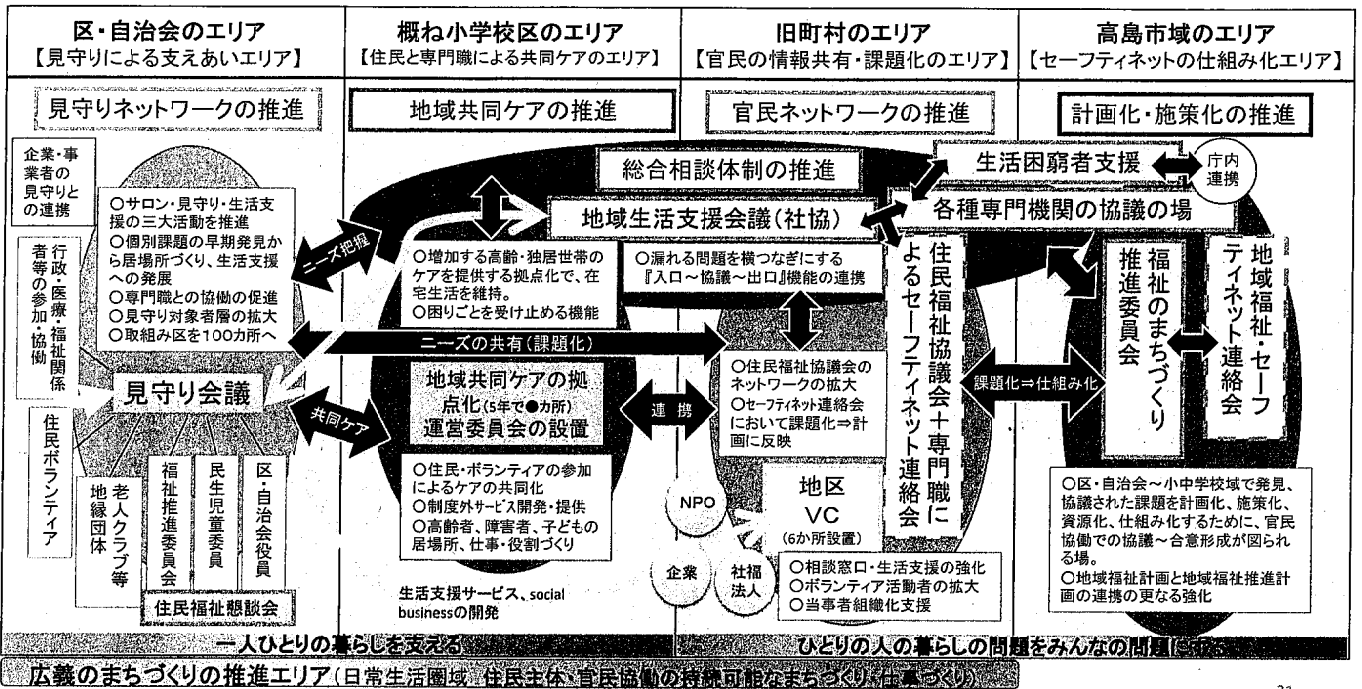 区・自治会のエリア
【見守りによる支えあいエリア】
概ね小学校区のエリア
【住民と専門職による共同ケアのエリア】
旧町村のエリア
【官民の情報共有・課題化のエリア】
高島市域のエリア
【セーフティネットの仕組み化エリア】
見守りネットワークの推進
地域共同ケアの推進
官民ネットワークの推進
計画化・施策化の推進
企業・事
業者の
見守りと
の連携
○サロン・見守り・生活支
援の三大活動を推進
○個別課題の早期発見か
ら居場所づくり、生活支援
への発展
○専門職との協働の促進
○見守り対象者層の拡大
○取組み区を100カ所へ
行政・医療・福祉関係
者等の参加・協働
見守り会議
住民ボランティア
老人クラブ等
地縁団体
福祉推進委員会
民生児童委員
区・自治会役員
住民福祉懇談会
ニーズ把握
ニーズの共有(課題化)
共同ケア
総合相談体制の推進
地域生活支援会議(社協)
○増加する高齢・独居世帯の
ケアを提供する拠点化で、在
宅生活を維持。
○困りごとを受け止める機能
○漏れる問題を横つなぎにする
『入口~協議~出口』機能の連携
地域共同ケアの拠
点化(5年で●カ所)
運営委員会の設置
○住民・ボランティアの参加
によるケアの共同化
○制度外サービス開発・提供
○高齢者、障害者、子どもの
居場所、仕事・役割づくり
生活支援サービス、social
businessの開発
連 携
○住民福祉協議会の
ネットワークの拡大
○セーフティネット連絡会
において課題化⇒計
画に反映
NPO
企業
社福
法人
地区
VC
(6か所設置)
○相談窓口・生活支援の強化
○ボランティア活動者の拡大
○当事者組織化支援
住民福祉協議会+専門職に
よるセーフティネット連絡会
生活困窮者支援
庁内
連携
各種専門機関の協議の場
課題化⇒仕組み化
福祉のまちづくり
推進委員会
地域福祉・セーフ
ティネット連絡会
○区・自治会~小中学校域で発見、
協議された課題を計画化、施策化、
資源化、仕組み化するために、官民
協働での協議~合意形成が図られ
る場。
○地域福祉計画と地域福祉推進計
画の連携の更なる強化
一人ひとりの暮らしを支える
ひとりの人の暮らしの問題をみんなの問題に
広義のまちづくりの推進エリア(日常生活圏域 住民主体・官民協働の持続可能なまちづくり、仕事づくり)